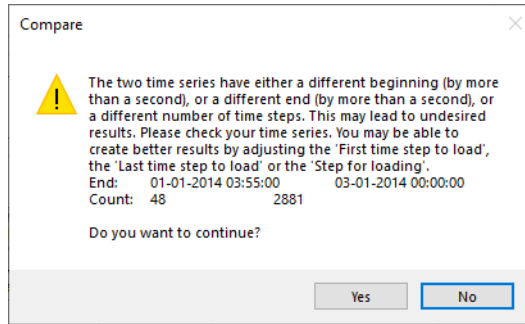 Compare
The two time series have either a different beginning (by more
than a second), or a different end (by more than a second), or
a different number of time steps. This may lead to undesired
results. Please check your time series. You may be able to
create better results by adjusting the 'First time step to load',
the 'Last time step to load' or the 'Step for loading'.
End: 01-01-2014 03:55:00 03-01-2014 00:00:00
Count: 48 2881
Do you want to continue?
Yes No